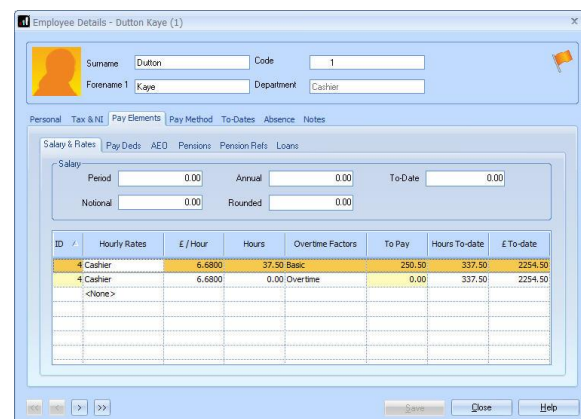 Employee Details - Dutton Kaye (1)
Surname Dutton Code 1
Forename 1 Kaye Department Cashier
Personal Tax & NI Pay Elements Pay Method To-Dates Absence Notes
Salary & Rates Pay Deds AEO Pensions Pension Refs Loans
Salary
Period 0.00 Annual 0.00 To-Date 0.00
Notional 0.00 Rounded 0.00
ID Hourly Rates £ / Hour Hours Overtime Factors To Pay Hours To-date £ To-date
4 Cashier 6.6800 37.50 Basic 250.50 337.50 2254.50
4 Cashier 6.6800 0.00 Overtime 0.00 337.50 2254.50
<None>
<< < > >> Save Close Help